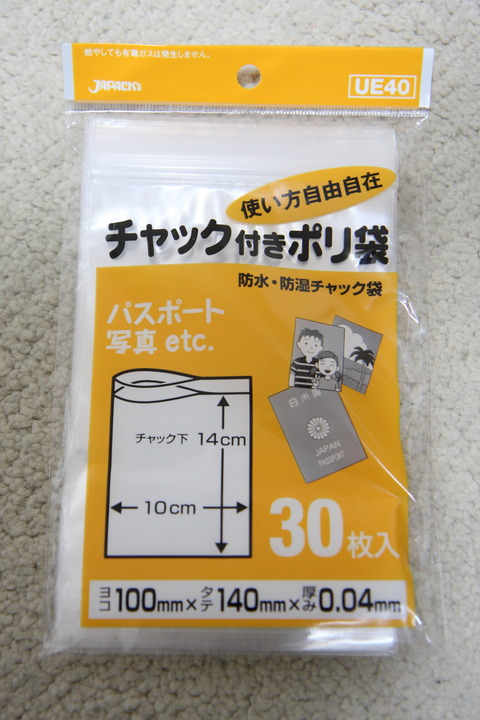 燃やしても有毒ガスは発生しません。
JAPACK's
UE40
使い方自由自在
チャック付きポリ袋
防水・防湿チャック袋
パスポート
写真 etc.
日本国
JAPAN
PASSPORT
チャック下 14cm
10cm
30枚入
ヨコ100mm×タテ140mm×厚み0.04mm